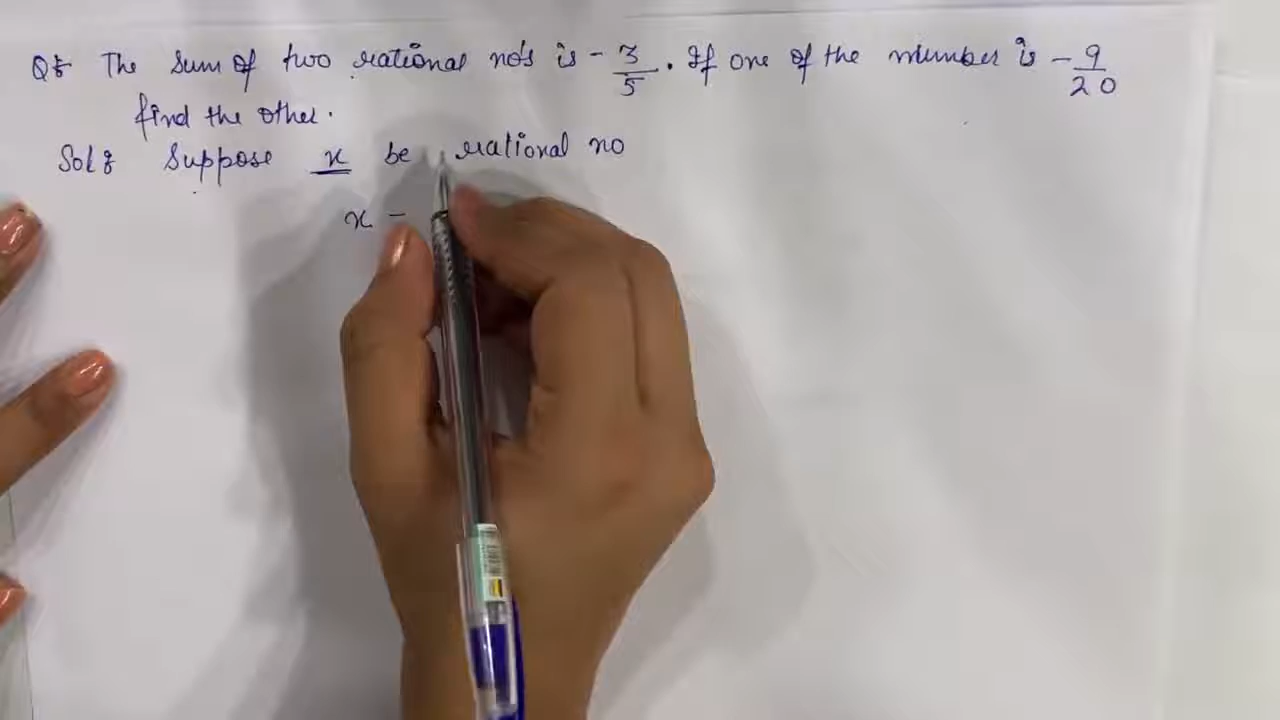 Q: The Sum of two rational no's is - 3/5. If one of the number is - 9/20
find the other.
Sol: Suppose x be rational no
x -